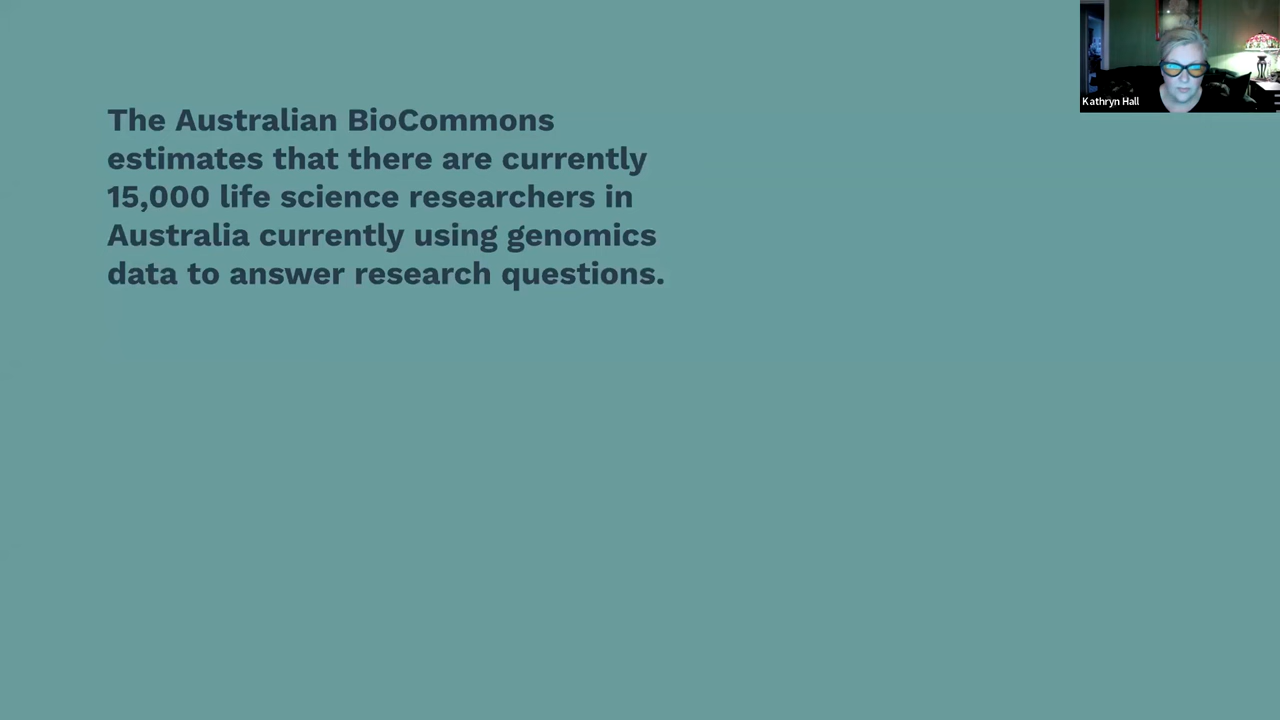 The Australian BioCommons
estimates that there are currently
15,000 life science researchers in
Australia currently using genomics
data to answer research questions.
Kathryn Hall